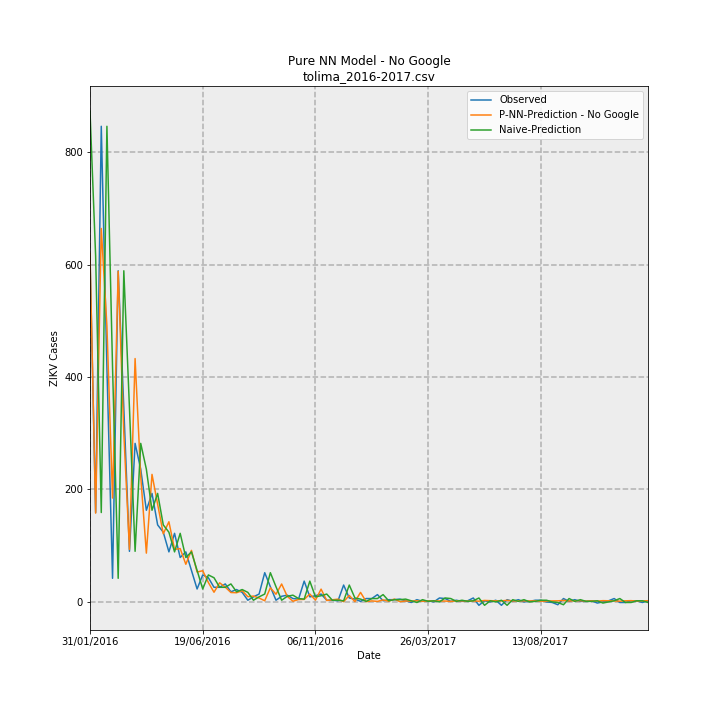 Pure NN Model - No Google
tolima_2016-2017.csv
Observed
P-NN-Prediction - No Google
Naive-Prediction
800
600
400
200
0
ZIKV Cases
31/01/2016
19/06/2016
06/11/2016
26/03/2017
13/08/2017
Date